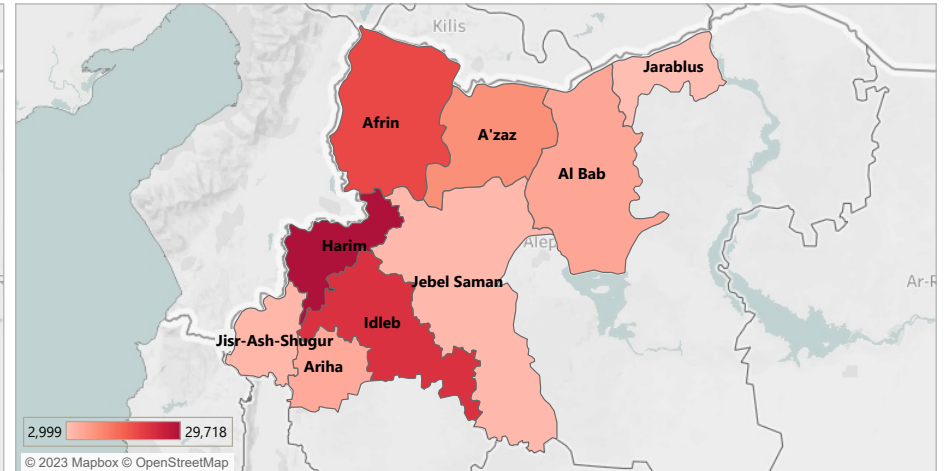 Kilis
Jarablus
Afrin
A'zaz
Al Bab
Harim
Alep
Jebel Saman
Ar-R
Idleb
Jisr-Ash-Shugur
Ariha
2,999
29,718
© 2023 Mapbox © OpenStreetMap